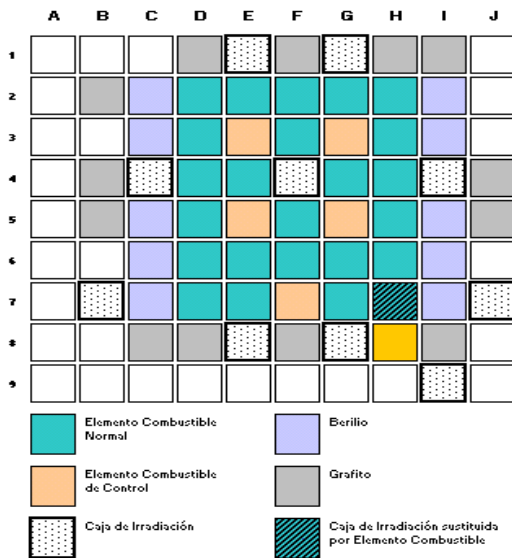 A B C D E F G H I J
1
2
3
4
5
6
7
8
9
Elemento Combustible
Normal
Berilio
Elemento Combustible
de Control
Grafito
Caja de Irradiación
Caja de Irradiación sustituida
por Elemento Combustible